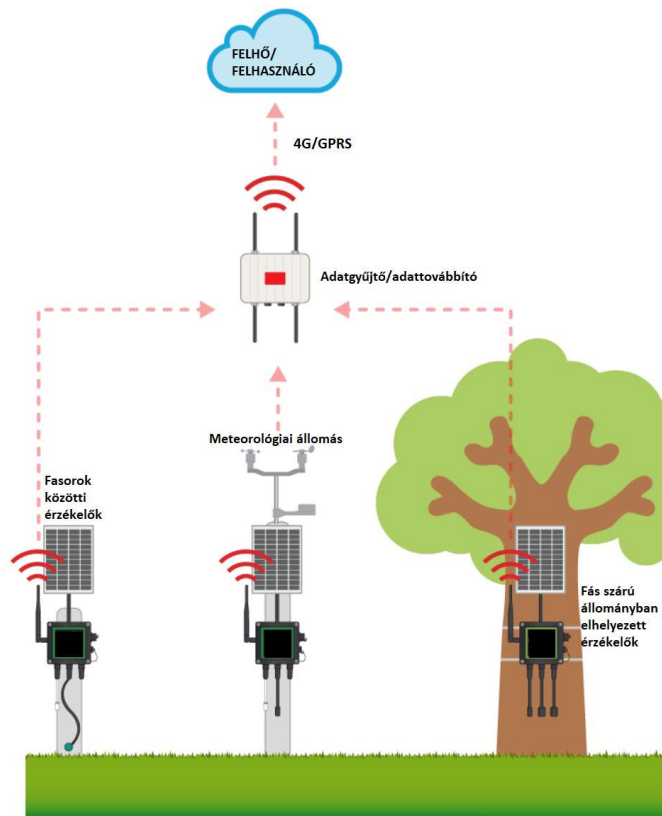 FELHŐ/
FELHASZNÁLÓ
4G/GPRS
Adatgyűjtő/adattovábbító
Meteorológiai állomás
Fasorok
közötti
érzékelők
Fás szárú
állományban
elhelyezett
érzékelők